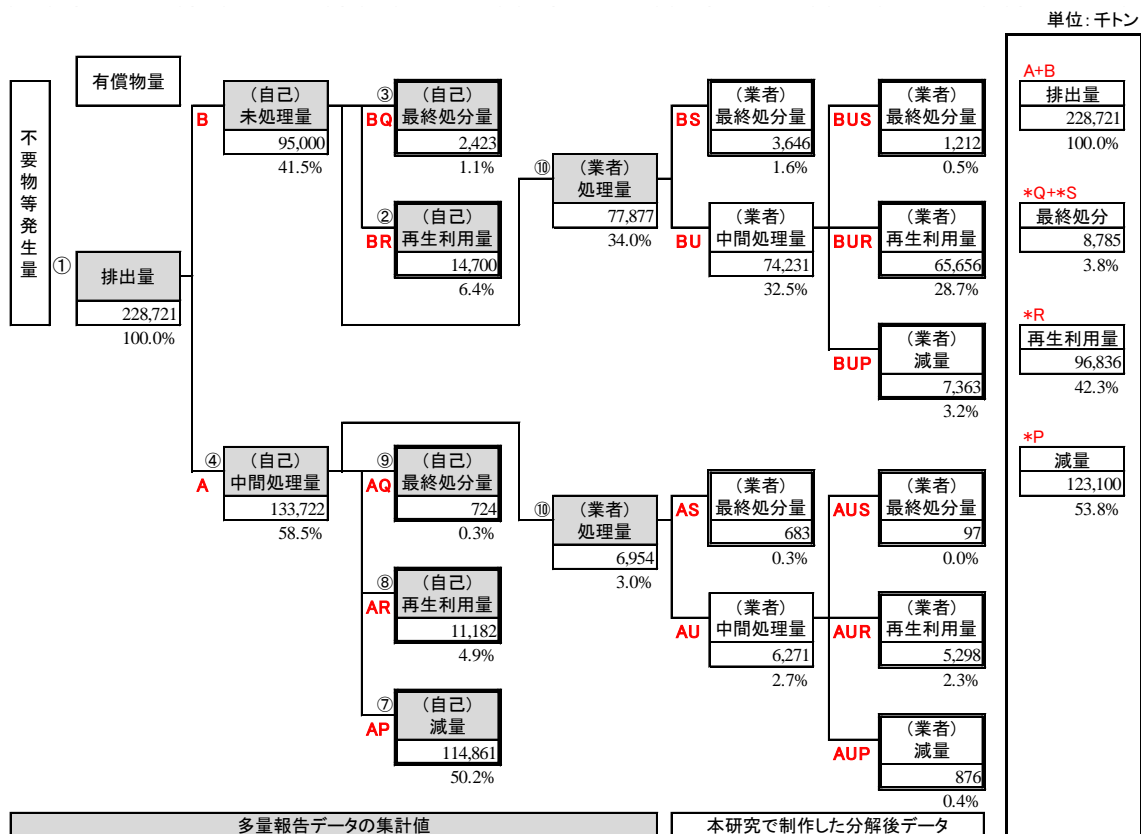 単位：千トン
不要物等発生量
有償物量
①
排出量
228,721
100.0%
B
（自己）
未処理量
95,000
41.5%
③
BQ
（自己）
最終処分量
2,423
1.1%
②
BR
（自己）
再生利用量
14,700
6.4%
⑩
（業者）
処理量
77,877
34.0%
BS
（業者）
最終処分量
3,646
1.6%
BU
（業者）
中間処理量
74,231
32.5%
BUS
（業者）
最終処分量
1,212
0.5%
BUR
（業者）
再生利用量
65,656
28.7%
BUP
（業者）
減量
7,363
3.2%
④
A
（自己）
中間処理量
133,722
58.5%
⑨
AQ
（自己）
最終処分量
724
0.3%
⑧
AR
（自己）
再生利用量
11,182
4.9%
⑦
AP
（自己）
減量
114,861
50.2%
⑩
（業者）
処理量
6,954
3.0%
AS
（業者）
最終処分量
683
0.3%
AU
（業者）
中間処理量
6,271
2.7%
AUS
（業者）
最終処分量
97
0.0%
AUR
（業者）
再生利用量
5,298
2.3%
AUP
（業者）
減量
876
0.4%
A+B
排出量
228,721
100.0%
*Q+*S
最終処分
8,785
3.8%
*R
再生利用量
96,836
42.3%
*P
減量
123,100
53.8%
多量報告データの集計値
本研究で制作した分解後データ